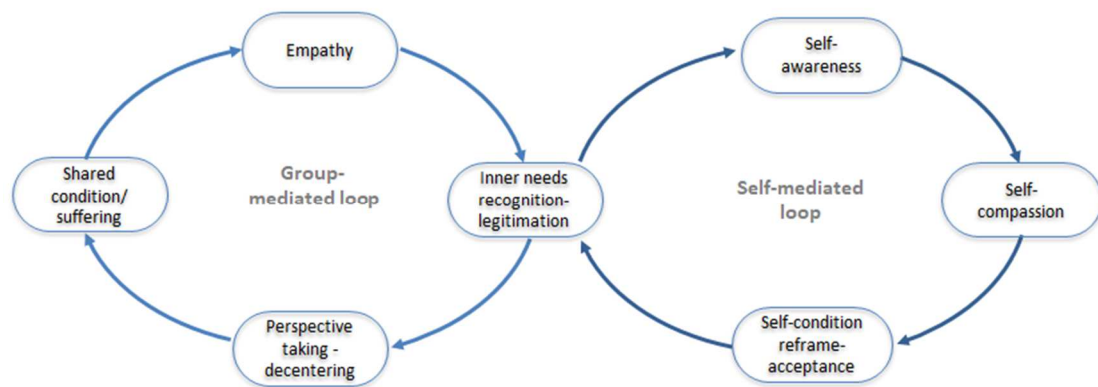 Empathy
Self-
awareness
Shared
condition/
suffering
Group-
mediated loop
Inner needs
recognition-
legitimation
Self-mediated
loop
Self-
compassion
Perspective
taking -
decentering
Self-condition
reframe-
acceptance